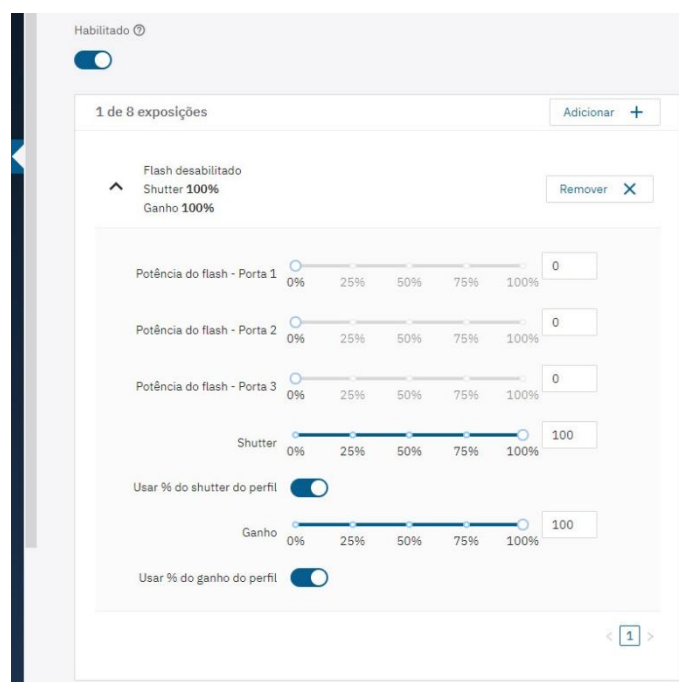 Habilitado
1 de 8 exposições
Adicionar +
Flash desabilitado
Shutter 100%
Ganho 100%
Remover X
Potência do flash - Porta 1
0% 25% 50% 75% 100%
0
Potência do flash - Porta 2
0% 25% 50% 75% 100%
0
Potência do flash - Porta 3
0% 25% 50% 75% 100%
0
Shutter
0% 25% 50% 75% 100%
100
Usar % do shutter do perfil
Ganho
0% 25% 50% 75% 100%
100
Usar % do ganho do perfil
< 1 >